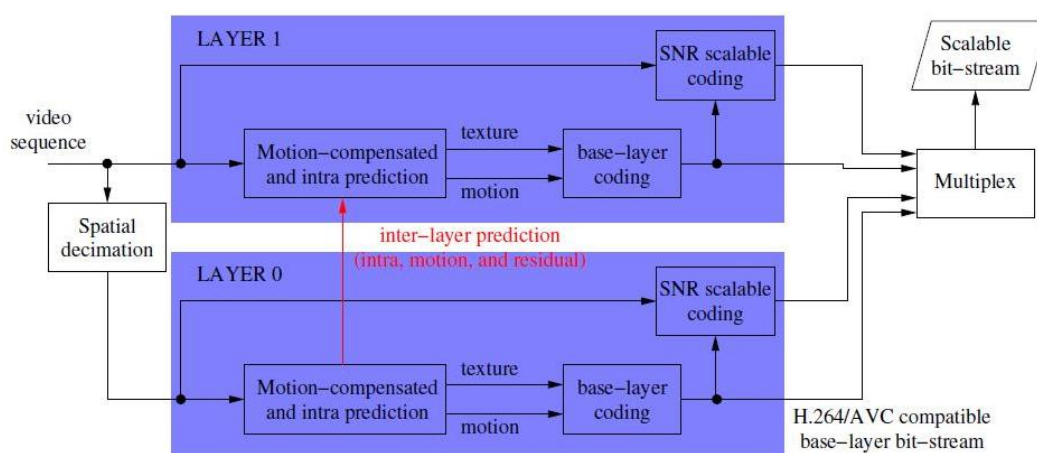 LAYER 1
SNR scalable
coding
Scalable
bit−stream
video
sequence
Motion−compensated
and intra prediction
texture
motion
base−layer
coding
Multiplex
Spatial
decimation
inter−layer prediction
(intra, motion, and residual)
LAYER 0
SNR scalable
coding
Motion−compensated
and intra prediction
texture
motion
base−layer
coding
H.264/AVC compatible
base−layer bit−stream